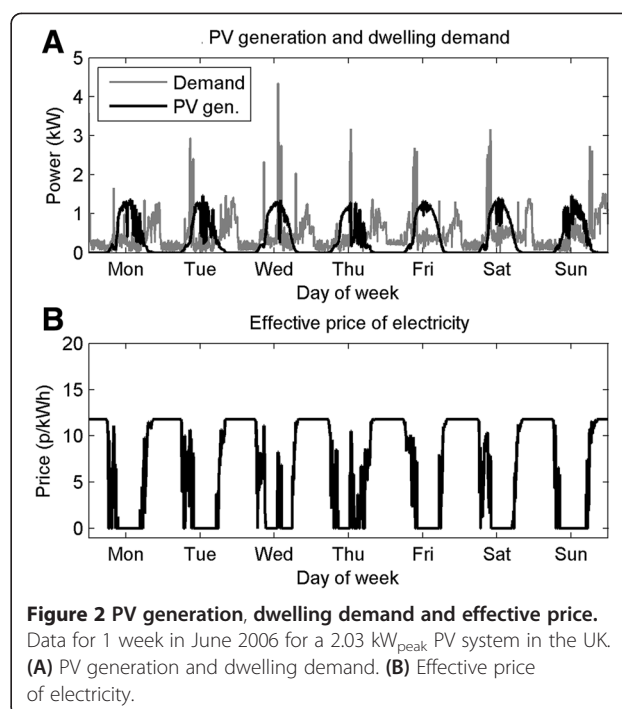 A
. PV generation and dwelling demand
5
4
3
2
1
0
Power (kW)
Demand
PV gen.
Mon Tue Wed Thu Fri Sat Sun
Day of week
B
Effective price of electricity
20
15
10
5
0
Price (p/kWh)
Mon Tue Wed Thu Fri Sat Sun
Day of week
Figure 2 PV generation, dwelling demand and effective price.
Data for 1 week in June 2006 for a 2.03 kWpeak PV system in the UK.
(A) PV generation and dwelling demand. (B) Effective price
of electricity.